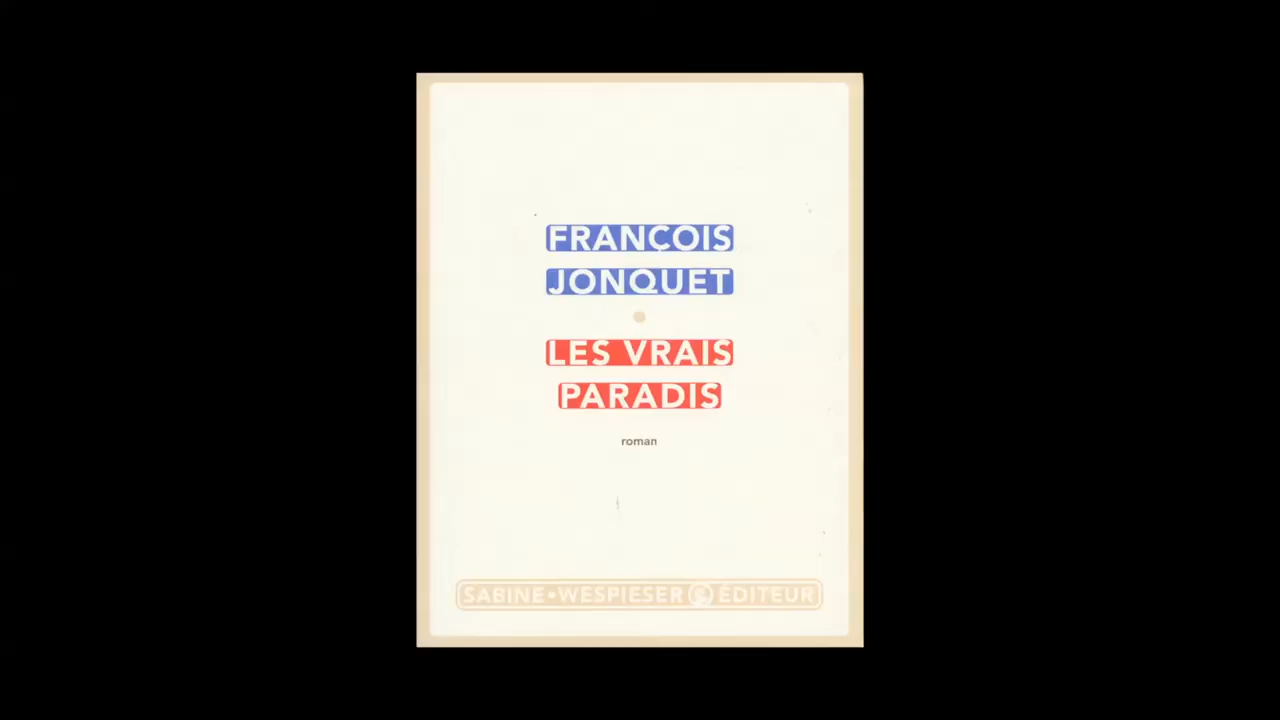 FRANÇOIS
JONQUET
LES VRAIS
PARADIS
roman
SABINE•WESPIESER ÉDITEUR